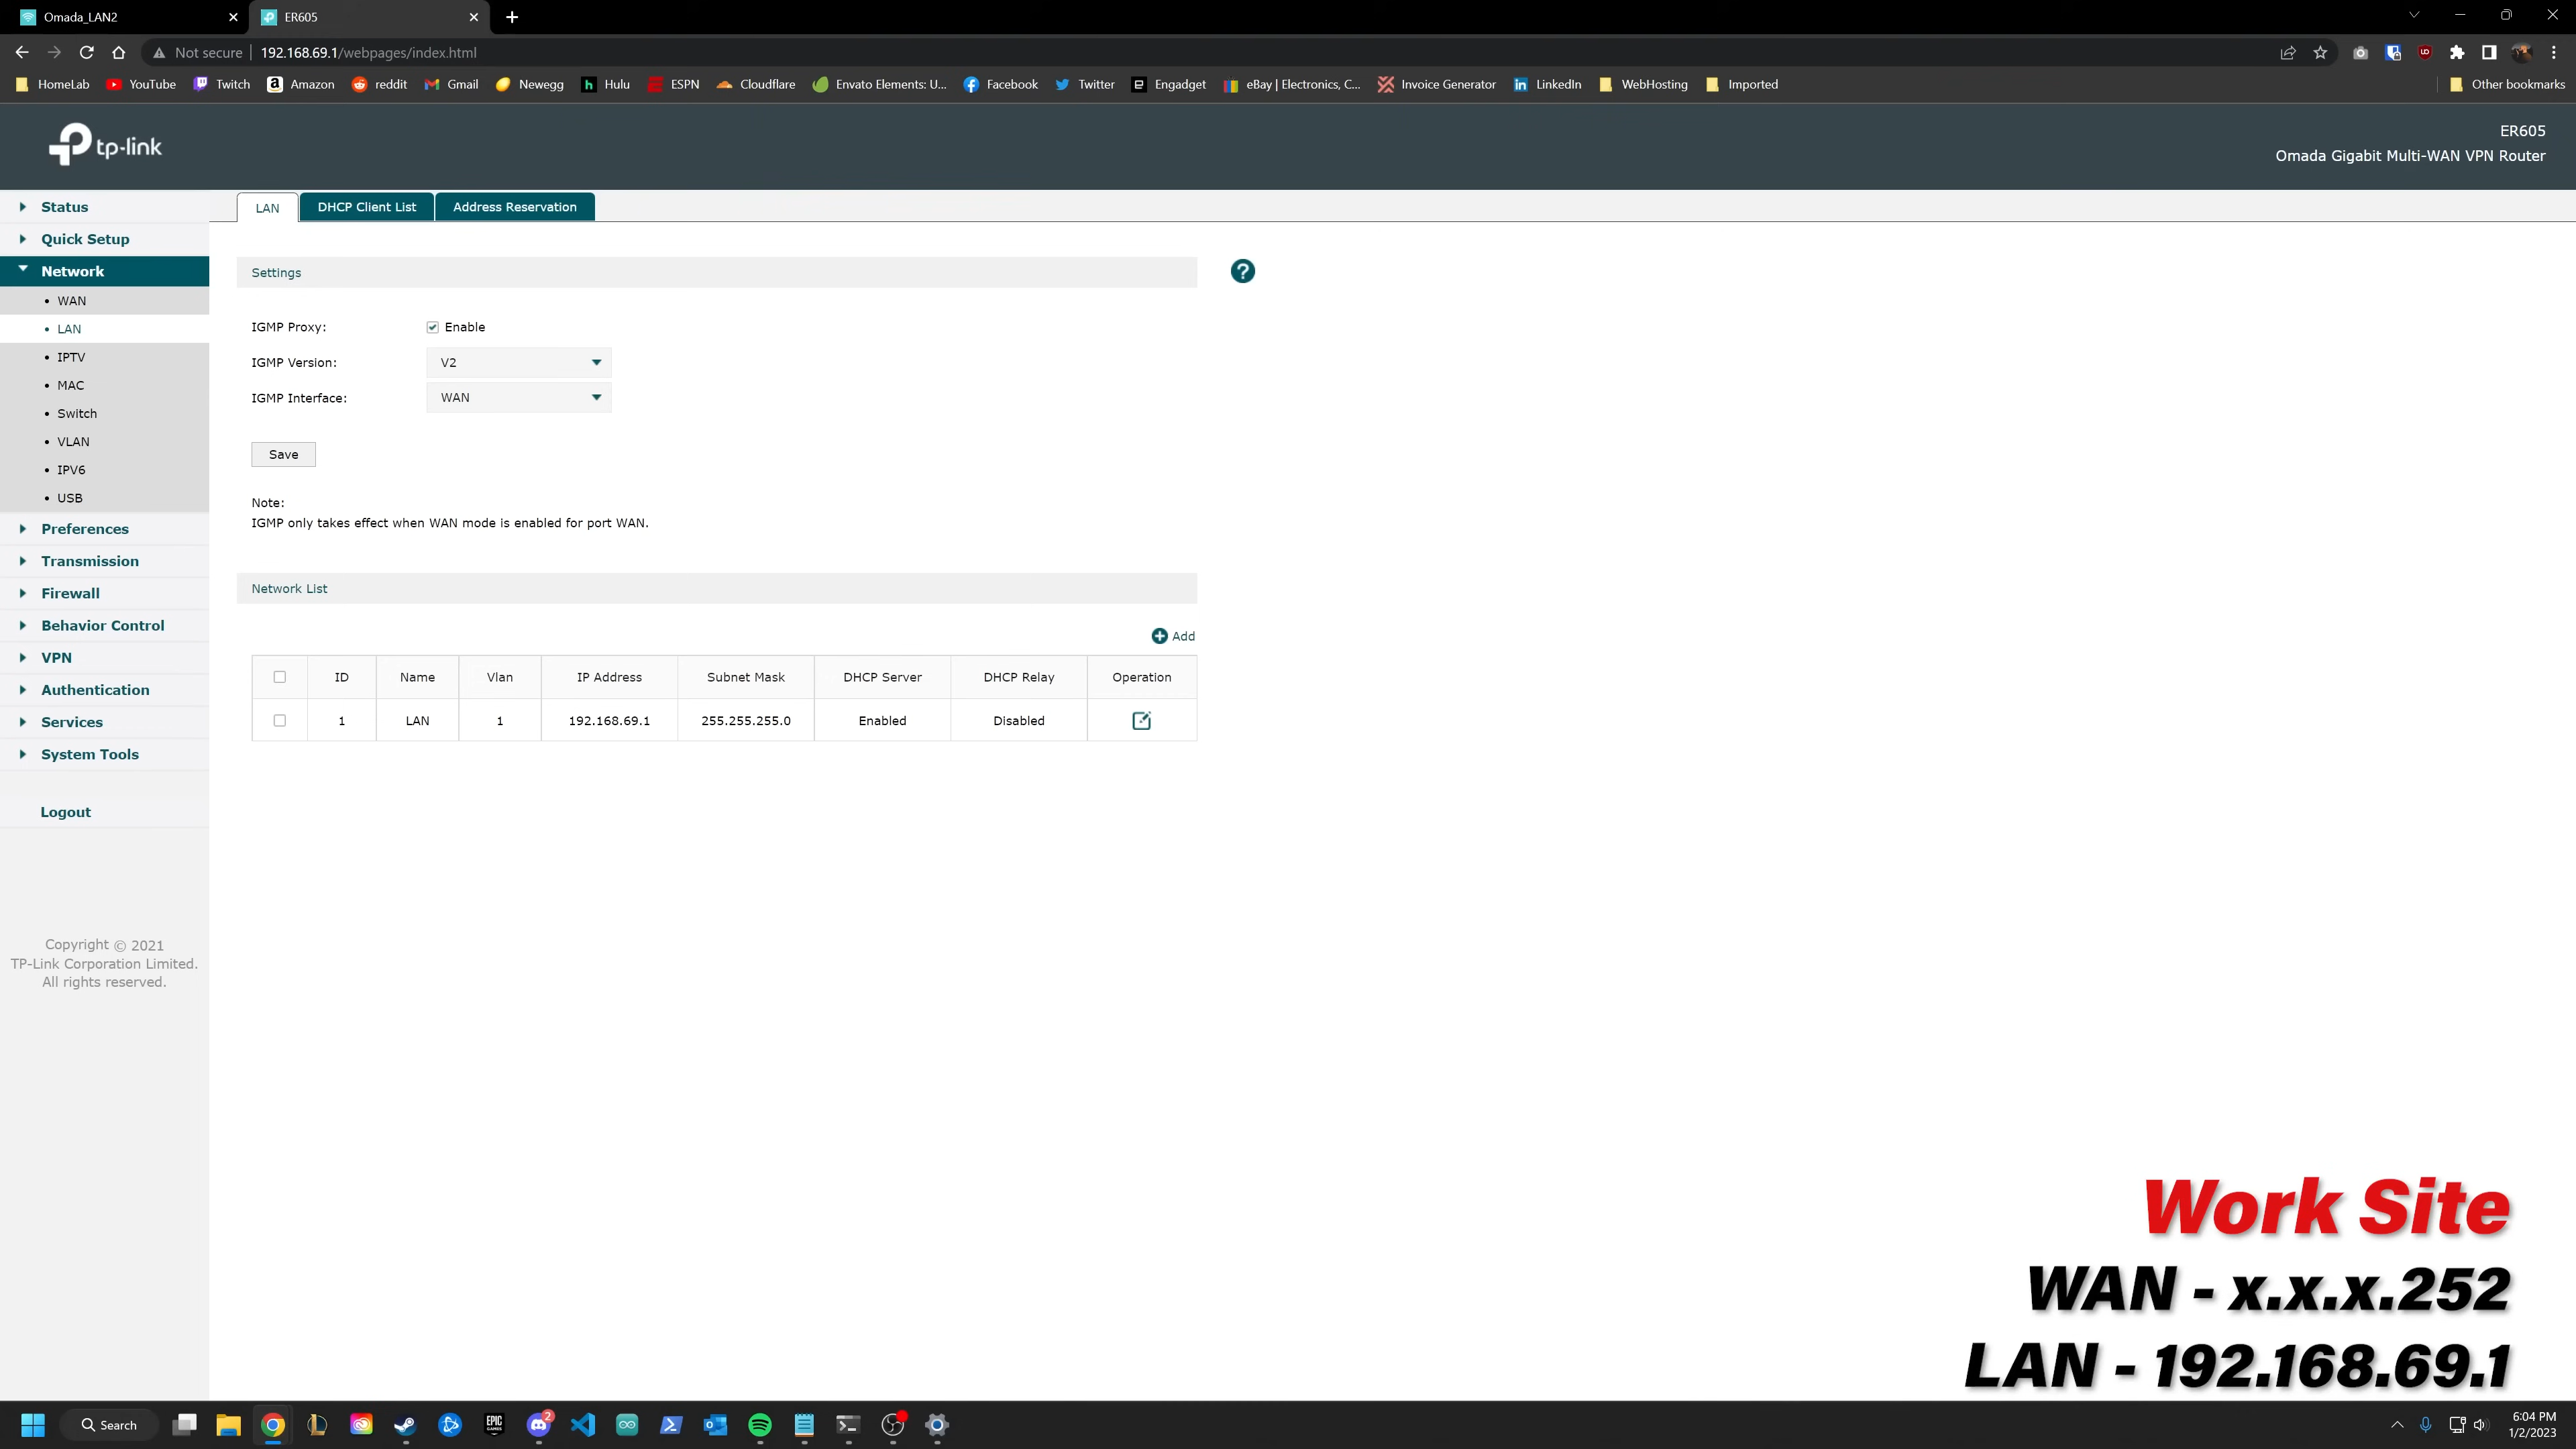 Omada_LAN2
ER605
Not secure 192.168.69.1/webpages/index.html
HomeLab YouTube Twitch Amazon reddit Gmail Newegg Hulu ESPN Cloudflare Envato Elements: U... Facebook Twitter Engadget eBay | Electronics, C... Invoice Generator LinkedIn WebHosting Imported Other bookmarks
tp-link
ER605
Omada Gigabit Multi-WAN VPN Router
Status
Quick Setup
Network
WAN
LAN
IPTV
MAC
Switch
VLAN
IPV6
USB
Preferences
Transmission
Firewall
Behavior Control
VPN
Authentication
Services
System Tools
Logout
Copyright © 2021
TP-Link Corporation Limited.
All rights reserved.
LAN DHCP Client List Address Reservation
Settings
?
IGMP Proxy: Enable
IGMP Version: V2
IGMP Interface: WAN
Save
Note:
IGMP only takes effect when WAN mode is enabled for port WAN.
Network List
Add
ID Name Vlan IP Address Subnet Mask DHCP Server DHCP Relay Operation
1 LAN 1 192.168.69.1 255.255.255.0 Enabled Disabled
Work Site
WAN - x.x.x.252
LAN - 192.168.69.1
Search
EPIC GAMES
2
6:04 PM
1/2/2023